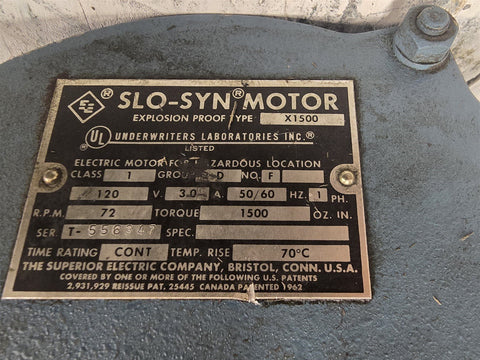 ® SLO-SYN® MOTOR
EXPLOSION PROOF TYPE X1500
UL UNDERWRITERS LABORATORIES INC.®
LISTED
ELECTRIC MOTOR FOR HAZARDOUS LOCATION
CLASS 1 GROUP D NO. F
120 V. 3.0 A. 50/60 HZ. 1 PH.
R.P.M. 72 TORQUE 1500 OZ. IN.
SER. T-556347 SPEC.
TIME RATING CONT TEMP. RISE 70°C
THE SUPERIOR ELECTRIC COMPANY, BRISTOL, CONN. U.S.A.
COVERED BY ONE OR MORE OF THE FOLLOWING U.S. PATENTS
2,931,929 REISSUE PAT. 25445 CANADA PATENTED 1962